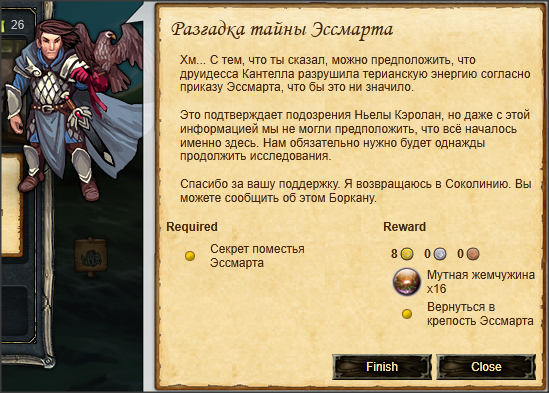 26
Разгадка тайны Эссмарта
Хм... С тем, что ты сказал, можно предположить, что
друидесса Кантелла разрушила терианскую энергию согласно
приказу Эссмарта, что бы это ни значило.
Это подтверждает подозрения Ньелы Кэролан, но даже с этой
информацией мы не могли предположить, что всё началось
именно здесь. Нам обязательно нужно будет однажды
продолжить исследования.
Спасибо за вашу поддержку. Я возвращаюсь в Соколинию. Вы
можете сообщить об этом Боркану.
Required
Секрет поместья
Эссмарта
Reward
8 0 0
Мутная жемчужина
x16
Вернуться в
крепость Эссмарта
Finish Close